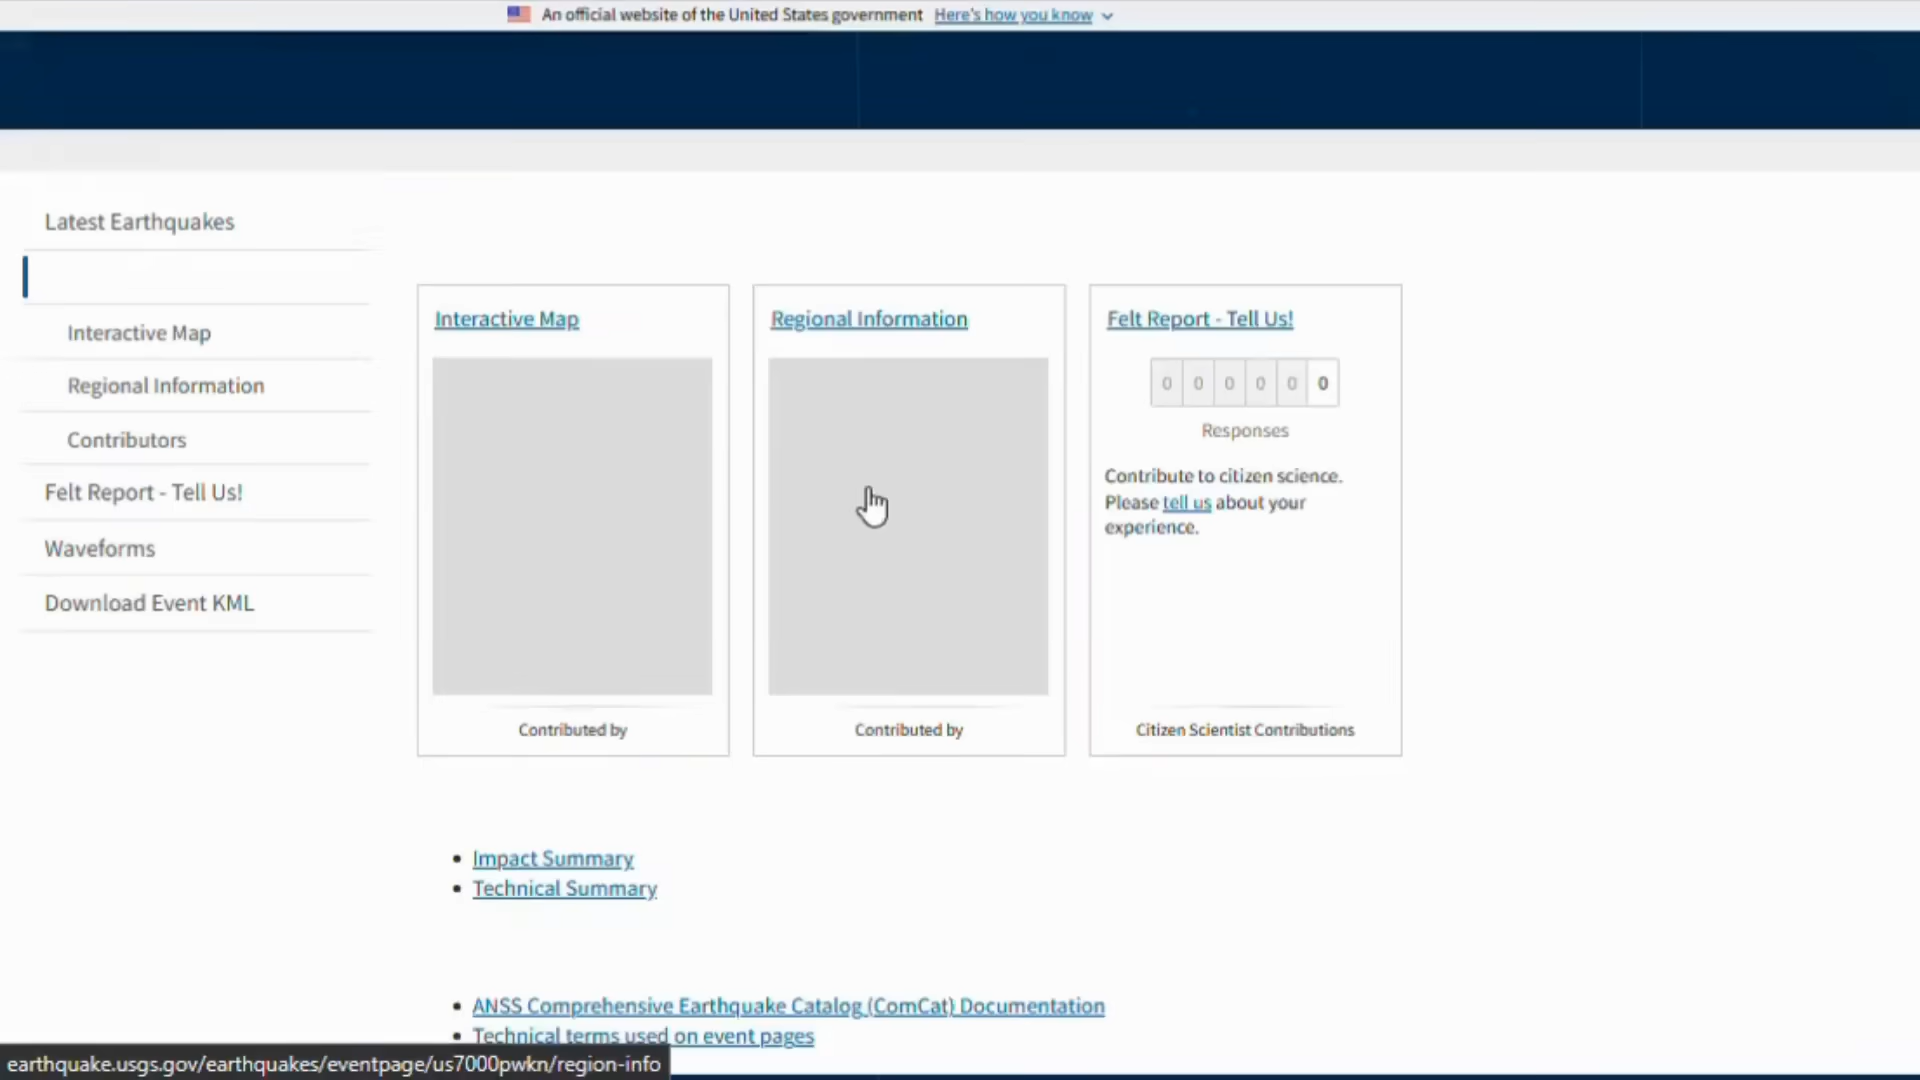 An official website of the United States government Here's how you know
Latest Earthquakes
Interactive Map
Regional Information
Contributors
Felt Report - Tell Us!
Waveforms
Download Event KML
Interactive Map
Contributed by
Regional Information
Contributed by
Felt Report - Tell Us!
0 0 0 0 0 0
Responses
Contribute to citizen science.
Please tell us about your
experience.
Citizen Scientist Contributions
Impact Summary
Technical Summary
ANSS Comprehensive Earthquake Catalog (ComCat) Documentation
Technical terms used on event pages
earthquake.usgs.gov/earthquakes/eventpage/us7000pwkn/region-info